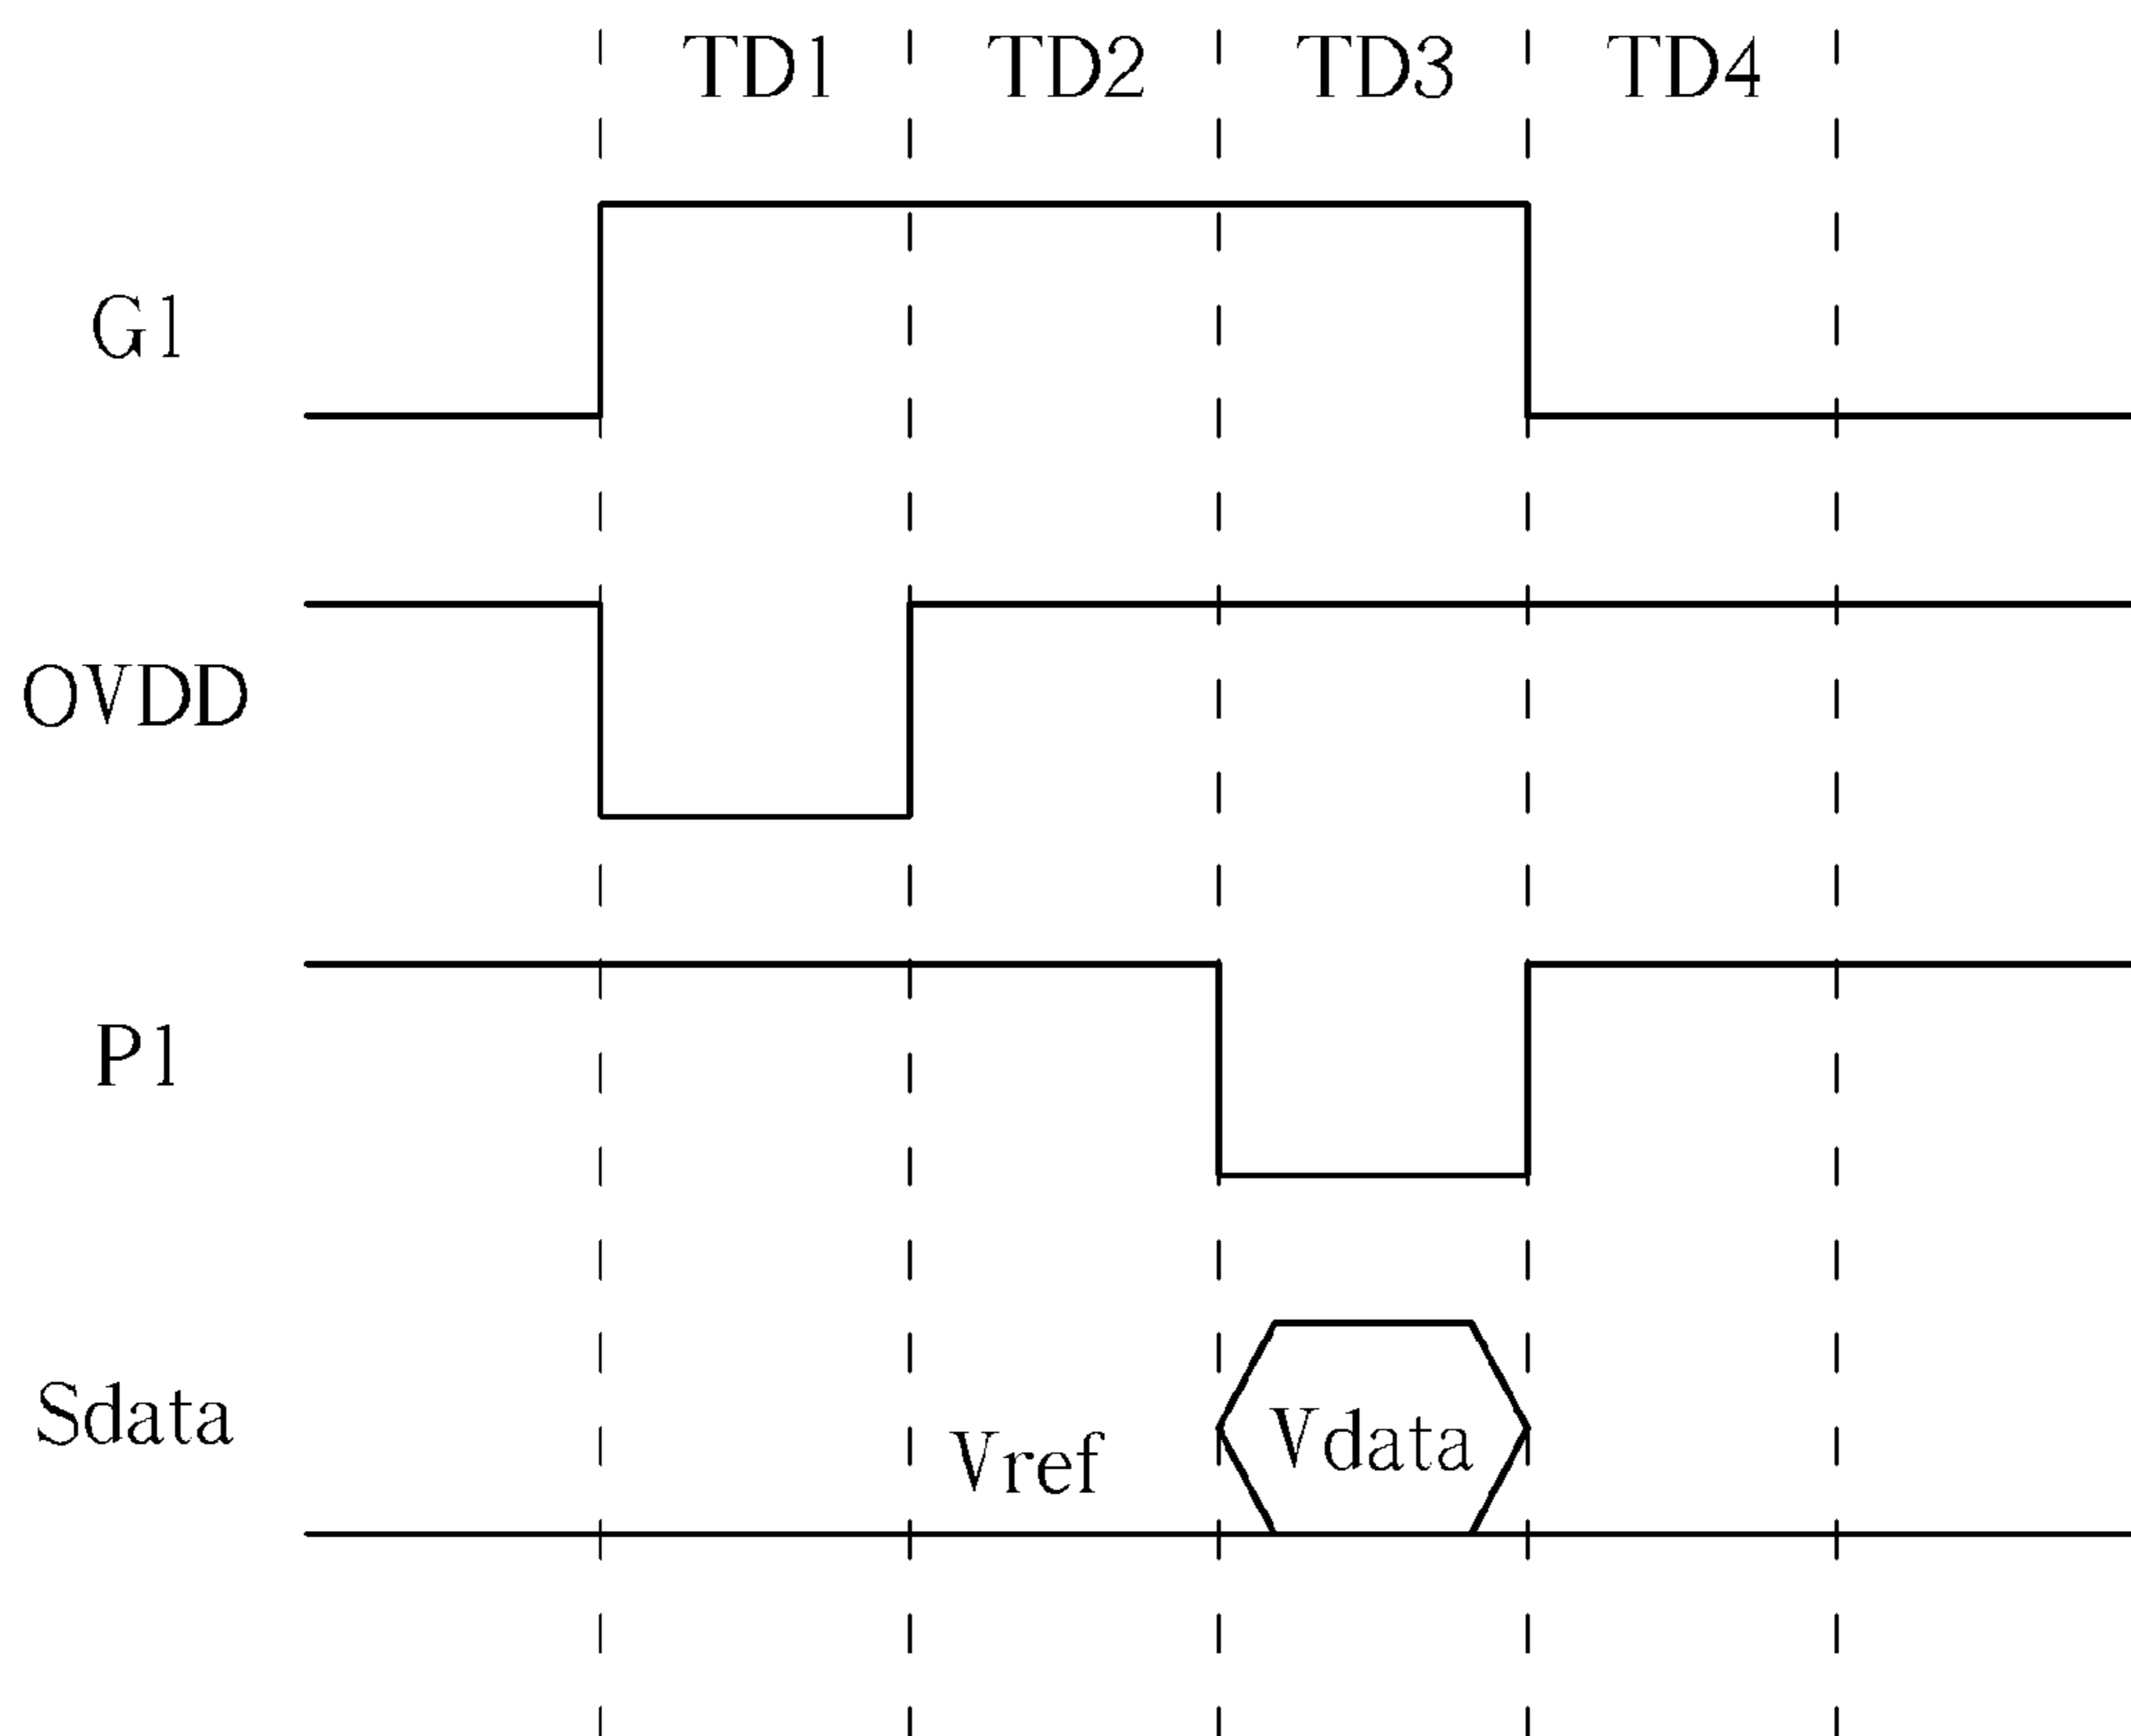 TD1 TD2 TD3 TD4
G1
OVDD
P1
Sdata
Vref
Vdata